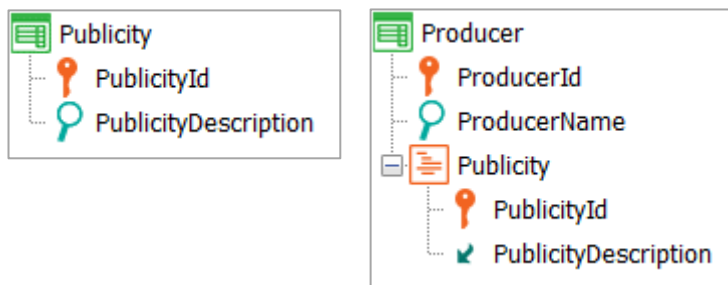 Publicity
PublicityId
PublicityDescription
Producer
ProducerId
ProducerName
Publicity
PublicityId
PublicityDescription